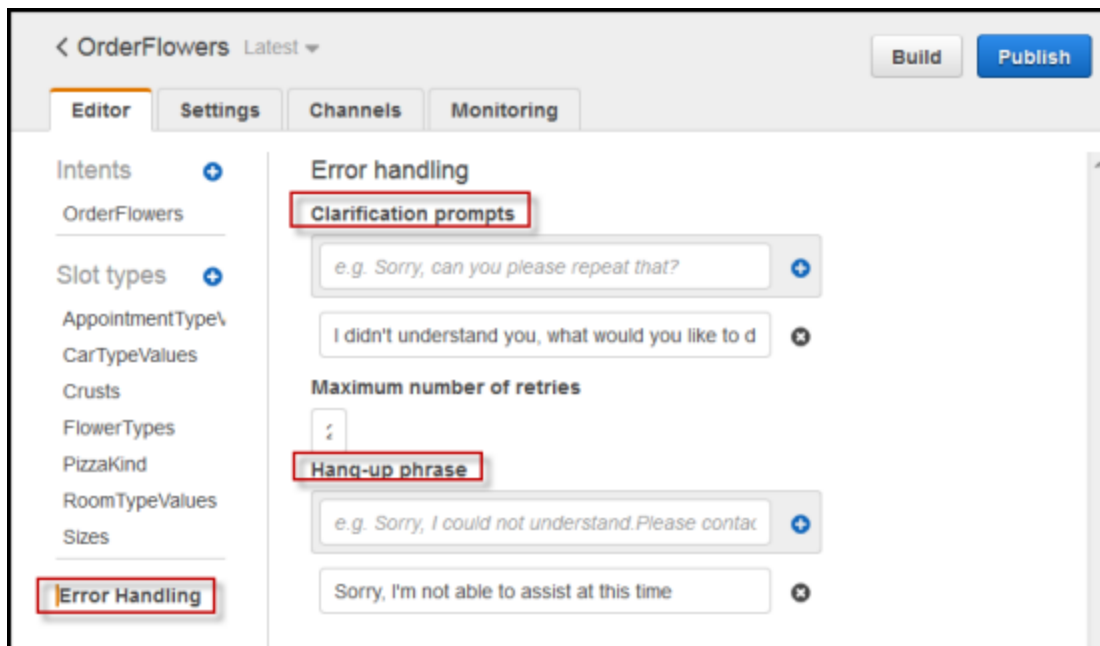 OrderFlowers Latest
Build
Publish
Editor
Settings
Channels
Monitoring
Intents
OrderFlowers
Slot types
AppointmentTypeV
CarTypeValues
Crusts
FlowerTypes
PizzaKind
RoomTypeValues
Sizes
Error Handling
Error handling
Clarification prompts
e.g. Sorry, can you please repeat that?
I didn't understand you, what would you like to d
Maximum number of retries
Hang-up phrase
e.g. Sorry, I could not understand.Please contac
Sorry, I'm not able to assist at this time